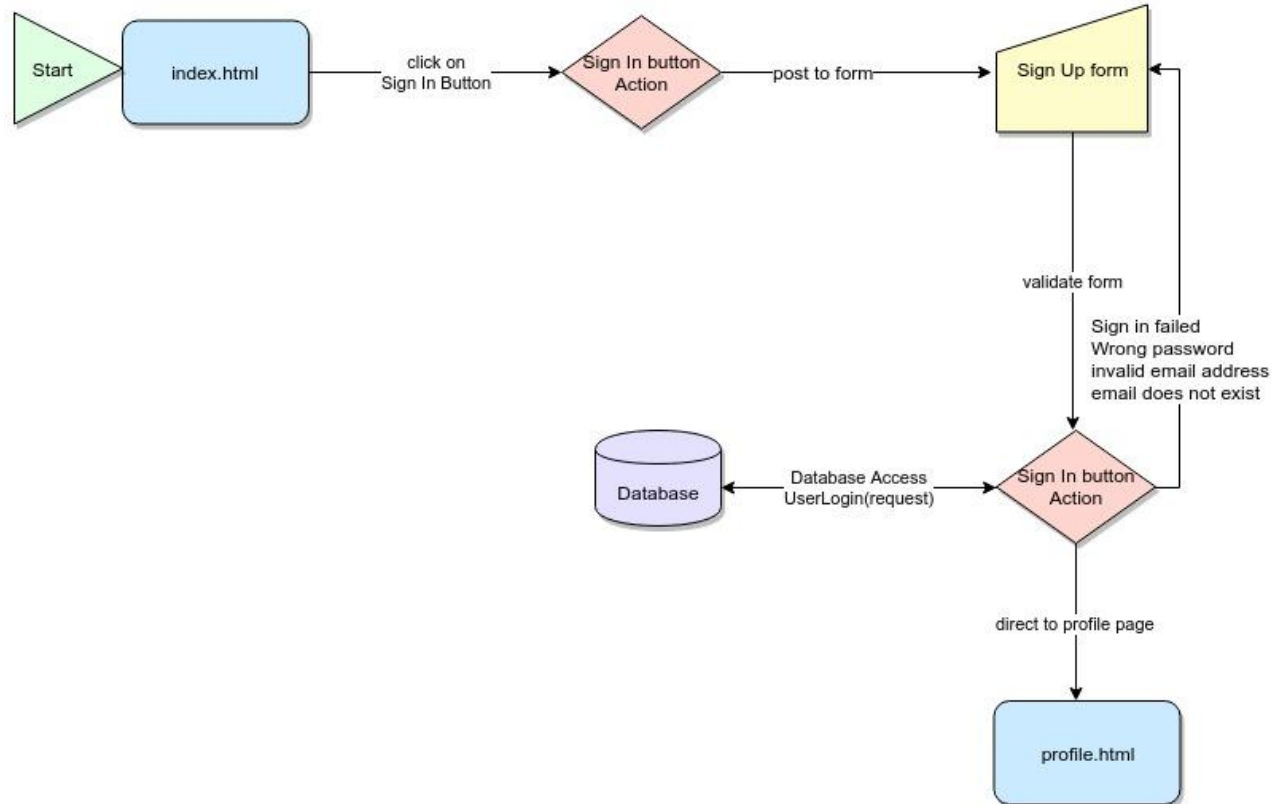 Start
index.html
click on
Sign In Button
Sign In button
Action
post to form
Sign Up form
validate form
Sign in failed
Wrong password
invalid email address
email does not exist
Database
Database Access
UserLogin(request)
Sign In button
Action
direct to profile page
profile.html